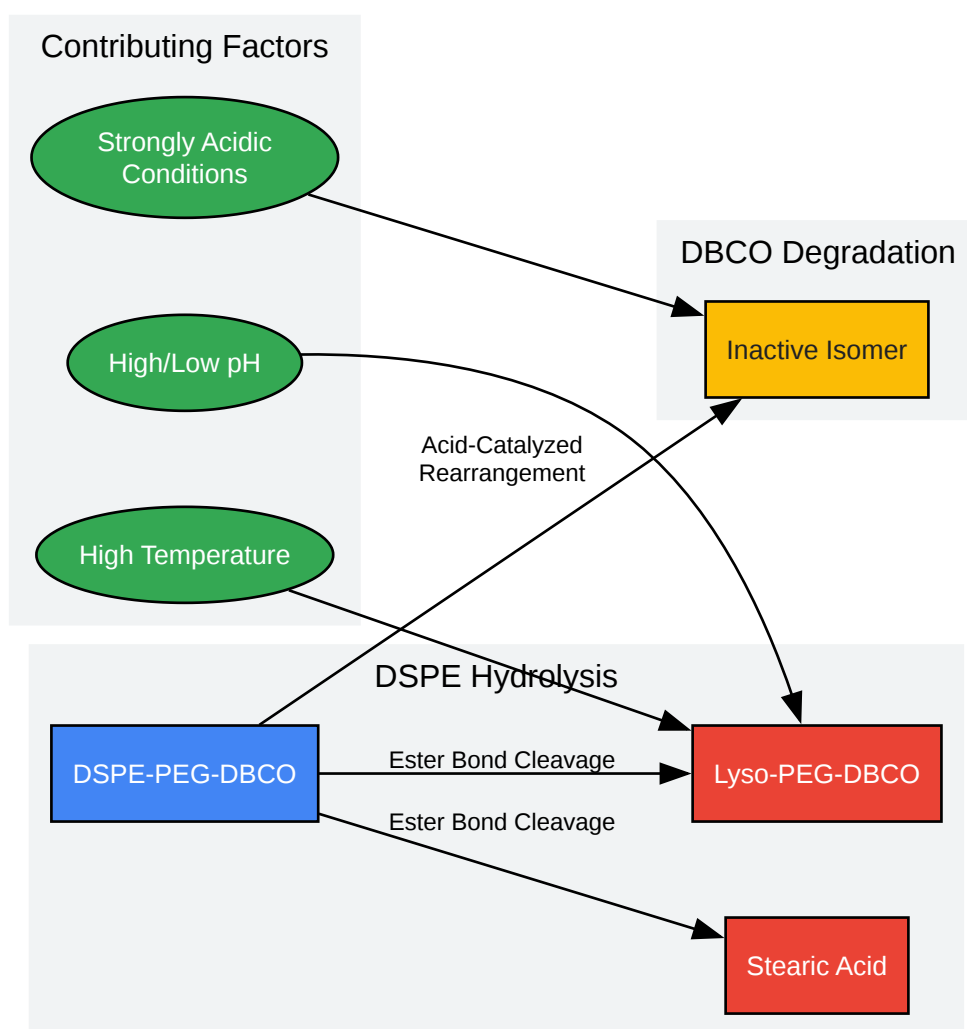 Contributing Factors
Strongly Acidic
Conditions
DBCO Degradation
Inactive Isomer
High/Low pH
Acid-Catalyzed
Rearrangement
High Temperature
DSPE Hydrolysis
DSPE-PEG-DBCO
Ester Bond Cleavage
Lyso-PEG-DBCO
Ester Bond Cleavage
Stearic Acid